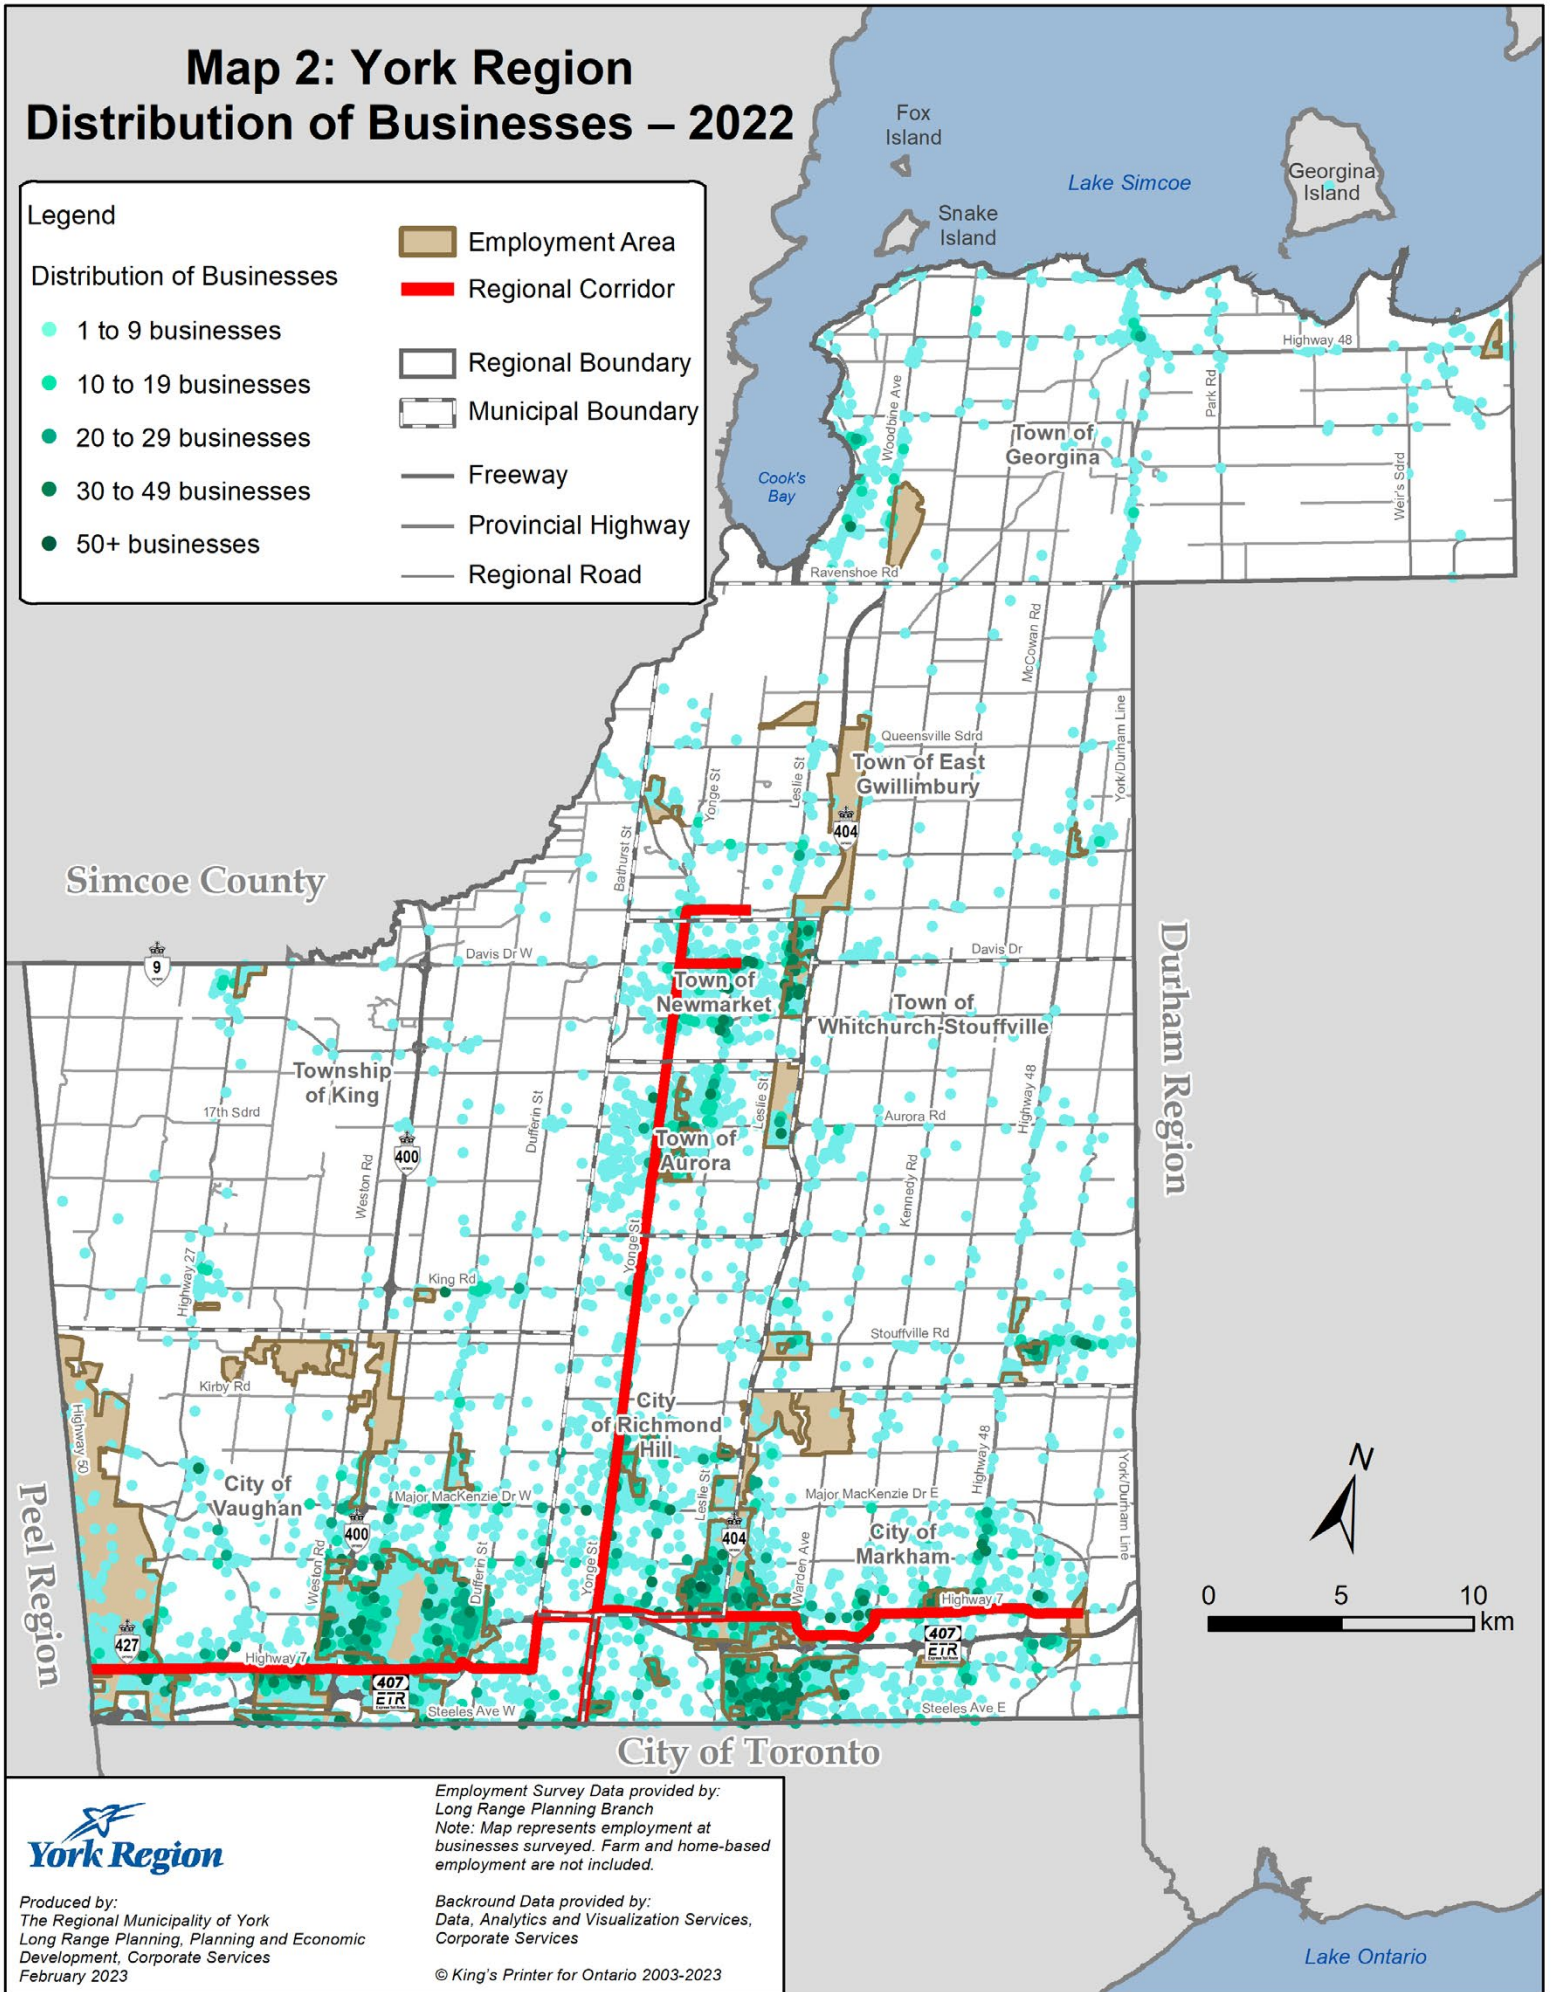 Map 2: York Region
Distribution of Businesses – 2022
Legend
Distribution of Businesses
1 to 9 businesses
10 to 19 businesses
20 to 29 businesses
30 to 49 businesses
50+ businesses
Employment Area
Regional Corridor
Regional Boundary
Municipal Boundary
Freeway
Provincial Highway
Regional Road
Fox
Island
Snake
Island
Lake Simcoe
Georgina
Island
Highway 48
Woodbine Ave
Park Rd
Town of
Georgina
Cook's
Bay
Weir's Sdrd
Ravenshoe Rd
McCowan Rd
York/Durham Line
Queensville Sdrd
Town of East
Gwillimbury
Yonge St
Leslie St
404
Bathurst St
Simcoe County
9
Davis Dr W
Davis Dr
Town of
Newmarket
Town of
Whitchurch-Stouffville
Durham Region
Township
of King
17th Sdrd
Dufferin St
Leslie St
Aurora Rd
Highway 48
400
Town of
Aurora
Weston Rd
Kennedy Rd
Yonge St
Highway 27
King Rd
Stouffville Rd
Kirby Rd
Highway 50
City
of Richmond
Hill
City of
Vaughan
Major MacKenzie Dr W
Leslie St
Major MacKenzie Dr E
Highway 48
York/Durham Line
N
Peel Region
400
404
City of
Markham
Weston Rd
Dufferin St
Yonge St
Warden Ave
Highway 7
0 5 10
km
427
Highway 7
407
ETR
407
ETR
Steeles Ave W
Steeles Ave E
City of Toronto
York Region
Produced by:
The Regional Municipality of York
Long Range Planning, Planning and Economic
Development, Corporate Services
February 2023
Employment Survey Data provided by:
Long Range Planning Branch
Note: Map represents employment at
businesses surveyed. Farm and home-based
employment are not included.
Backround Data provided by:
Data, Analytics and Visualization Services,
Corporate Services
© King's Printer for Ontario 2003-2023
Lake Ontario